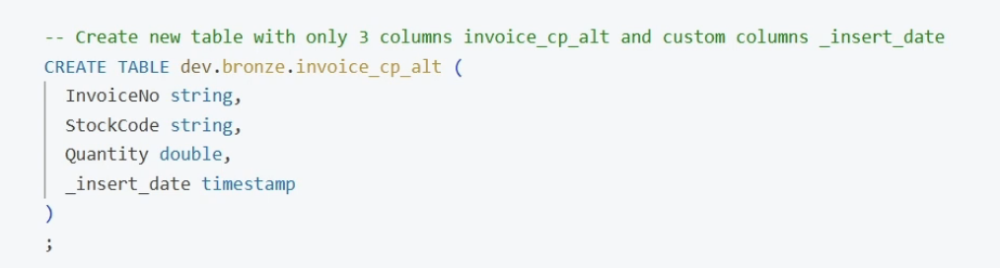 -- Create new table with only 3 columns invoice_cp_alt and custom columns _insert_date
CREATE TABLE dev.bronze.invoice_cp_alt (
InvoiceNo string,
StockCode string,
Quantity double,
_insert_date timestamp
)
;